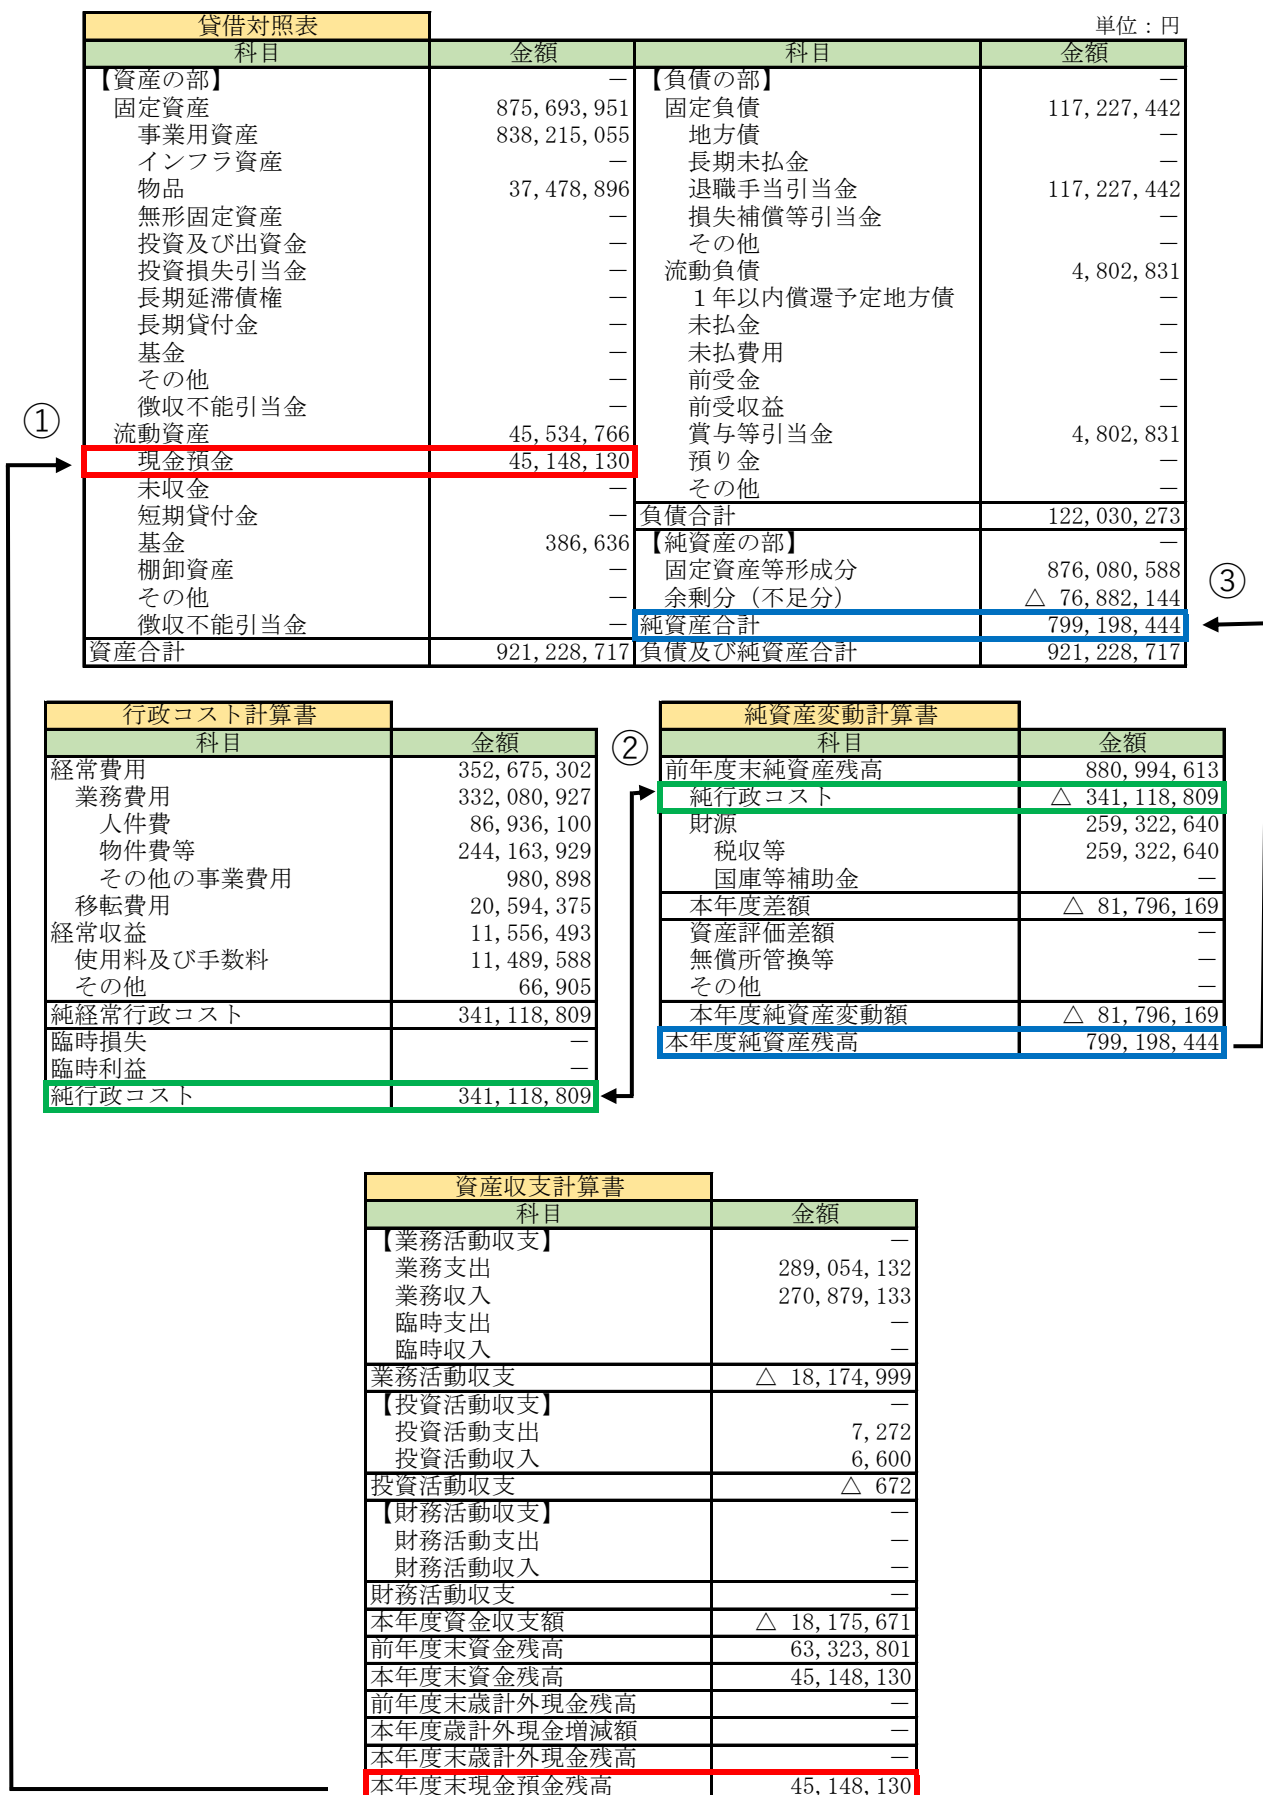 貸借対照表 単位：円
科目 金額 科目 金額
【資産の部】 － 【負債の部】 －
固定資産 875,693,951 固定負債 117,227,442
事業用資産 838,215,055 地方債 －
インフラ資産 － 長期未払金 －
物品 37,478,896 退職手当引当金 117,227,442
無形固定資産 － 損失補償等引当金 －
投資及び出資金 － その他 －
投資損失引当金 － 流動負債 4,802,831
長期延滞債権 － １年以内償還予定地方債 －
長期貸付金 － 未払金 －
基金 － 未払費用 －
その他 － 前受金 －
徴収不能引当金 － 前受収益 －
① 流動資産 45,534,766 賞与等引当金 4,802,831
現金預金 45,148,130 預り金 －
未収金 － その他 －
短期貸付金 － 負債合計 122,030,273
基金 386,636 【純資産の部】 －
棚卸資産 － 固定資産等形成分 876,080,588 ③
その他 － 余剰分（不足分） △ 76,882,144
徴収不能引当金 － 純資産合計 799,198,444
資産合計 921,228,717 負債及び純資産合計 921,228,717
行政コスト計算書
科目 金額
経常費用 352,675,302
業務費用 332,080,927
人件費 86,936,100
物件費等 244,163,929
その他の事業費用 980,898
移転費用 20,594,375
経常収益 11,556,493
使用料及び手数料 11,489,588
その他 66,905
純経常行政コスト 341,118,809
臨時損失 －
臨時利益 －
純行政コスト 341,118,809
②
純資産変動計算書
科目 金額
前年度末純資産残高 880,994,613
純行政コスト △ 341,118,809
財源 259,322,640
税収等 259,322,640
国庫等補助金 －
本年度差額 △ 81,796,169
資産評価差額 －
無償所管換等 －
その他 －
本年度純資産変動額 △ 81,796,169
本年度純資産残高 799,198,444
資産収支計算書
科目 金額
【業務活動収支】 －
業務支出 289,054,132
業務収入 270,879,133
臨時支出 －
臨時収入 －
業務活動収支 △ 18,174,999
【投資活動収支】 －
投資活動支出 7,272
投資活動収入 6,600
投資活動収支 △ 672
【財務活動収支】 －
財務活動支出 －
財務活動収入 －
財務活動収支 －
本年度資金収支額 △ 18,175,671
前年度末資金残高 63,323,801
本年度末資金残高 45,148,130
前年度末歳計外現金残高 －
本年度歳計外現金増減額 －
本年度末歳計外現金残高 －
本年度末現金預金残高 45,148,130